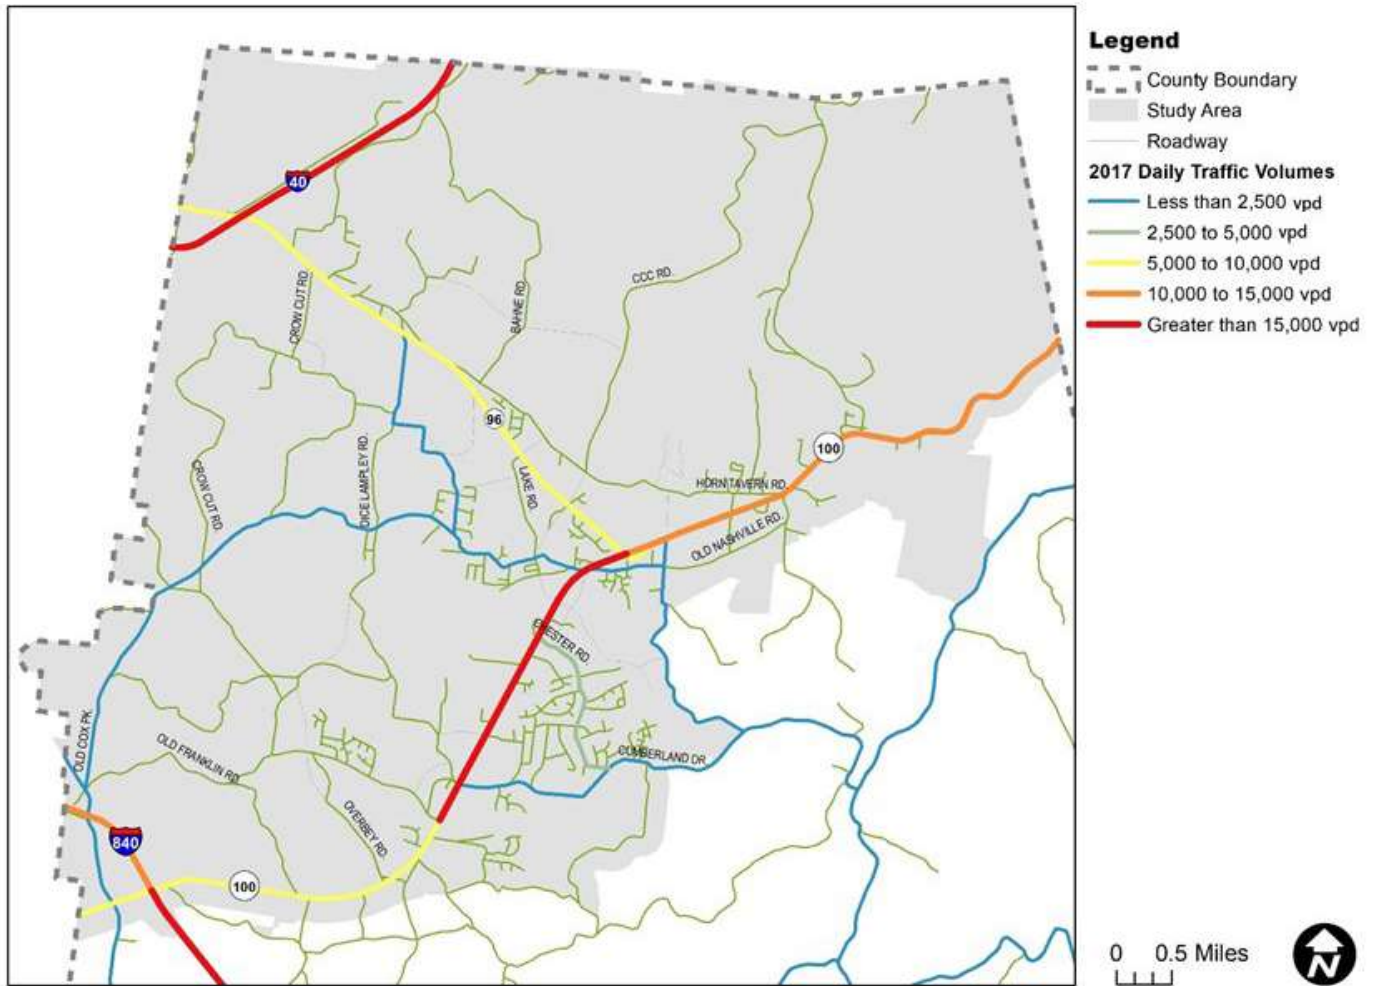 Legend
County Boundary
Study Area
Roadway
2017 Daily Traffic Volumes
Less than 2,500 vpd
2,500 to 5,000 vpd
5,000 to 10,000 vpd
10,000 to 15,000 vpd
Greater than 15,000 vpd
40
CROW CUT RD.
BAHNE RD.
CCC RD.
96
100
CROW CUT RD.
DICE LAMPLEY RD.
LAKE RD.
HORN TAVERN RD.
OLD NASHVILLE RD.
CHESTER RD.
OLD COX PK.
OLD FRANKLIN RD.
CUMBERLAND DR.
OVERBEY RD.
840
100
0 0.5 Miles
N